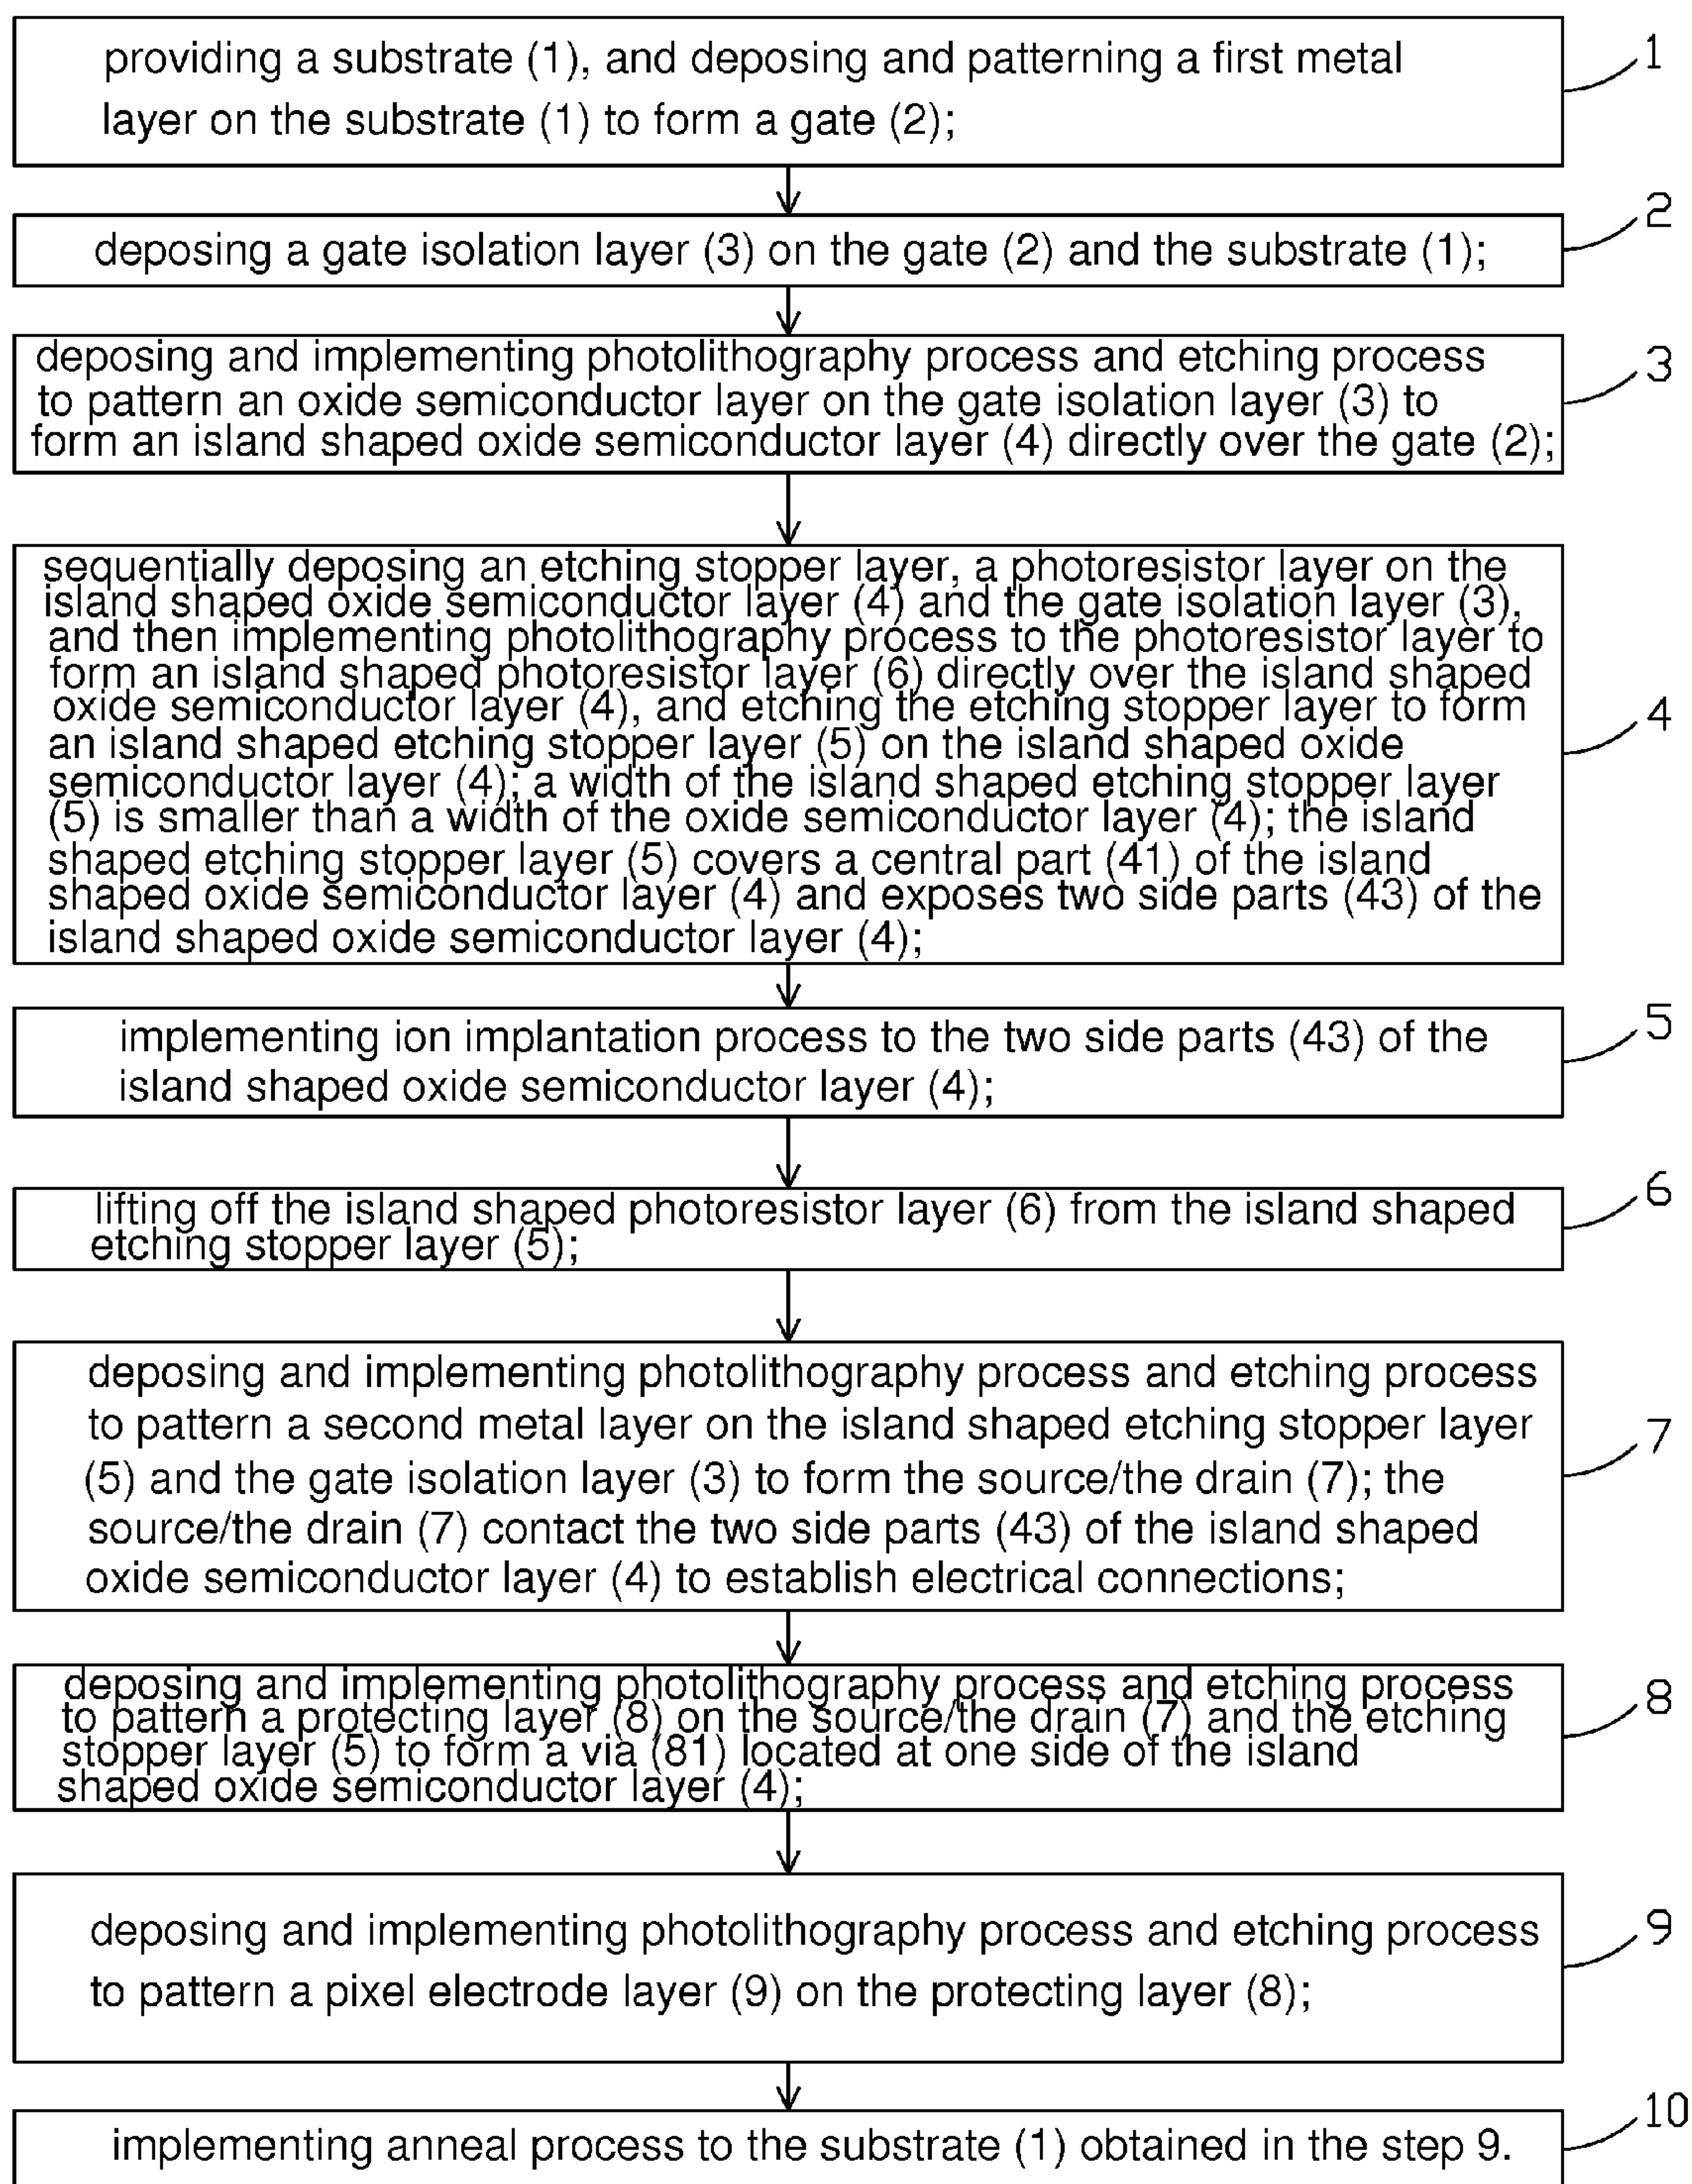 providing a substrate (1), and deposing and patterning a first metal
layer on the substrate (1) to form a gate (2);
1
deposing a gate isolation layer (3) on the gate (2) and the substrate (1);
2
deposing and implementing photolithography process and etching process
to pattern an oxide semiconductor layer on the gate isolation layer (3) to
form an island shaped oxide semiconductor layer (4) directly over the gate (2);
3
sequentially deposing an etching stopper layer, a photoresistor layer on the
island shaped oxide semiconductor layer (4) and the gate isolation layer (3),
and then implementing photolithography process to the photoresistor layer to
form an island shaped photoresistor layer (6) directly over the island shaped
oxide semiconductor layer (4), and etching the etching stopper layer to form
an island shaped etching stopper layer (5) on the island shaped oxide
semiconductor layer (4); a width of the island shaped etching stopper layer
(5) is smaller than a width of the oxide semiconductor layer (4); the island
shaped etching stopper layer (5) covers a central part (41) of the island
shaped oxide semiconductor layer (4) and exposes two side parts (43) of the
island shaped oxide semiconductor layer (4);
4
implementing ion implantation process to the two side parts (43) of the
island shaped oxide semiconductor layer (4);
5
lifting off the island shaped photoresistor layer (6) from the island shaped
etching stopper layer (5);
6
deposing and implementing photolithography process and etching process
to pattern a second metal layer on the island shaped etching stopper layer
(5) and the gate isolation layer (3) to form the source/the drain (7); the
source/the drain (7) contact the two side parts (43) of the island shaped
oxide semiconductor layer (4) to establish electrical connections;
7
deposing and implementing photolithography process and etching process
to pattern a protecting layer (8) on the source/the drain (7) and the etching
stopper layer (5) to form a via (81) located at one side of the island
shaped oxide semiconductor layer (4);
8
deposing and implementing photolithography process and etching process
to pattern a pixel electrode layer (9) on the protecting layer (8);
9
implementing anneal process to the substrate (1) obtained in the step 9.
10